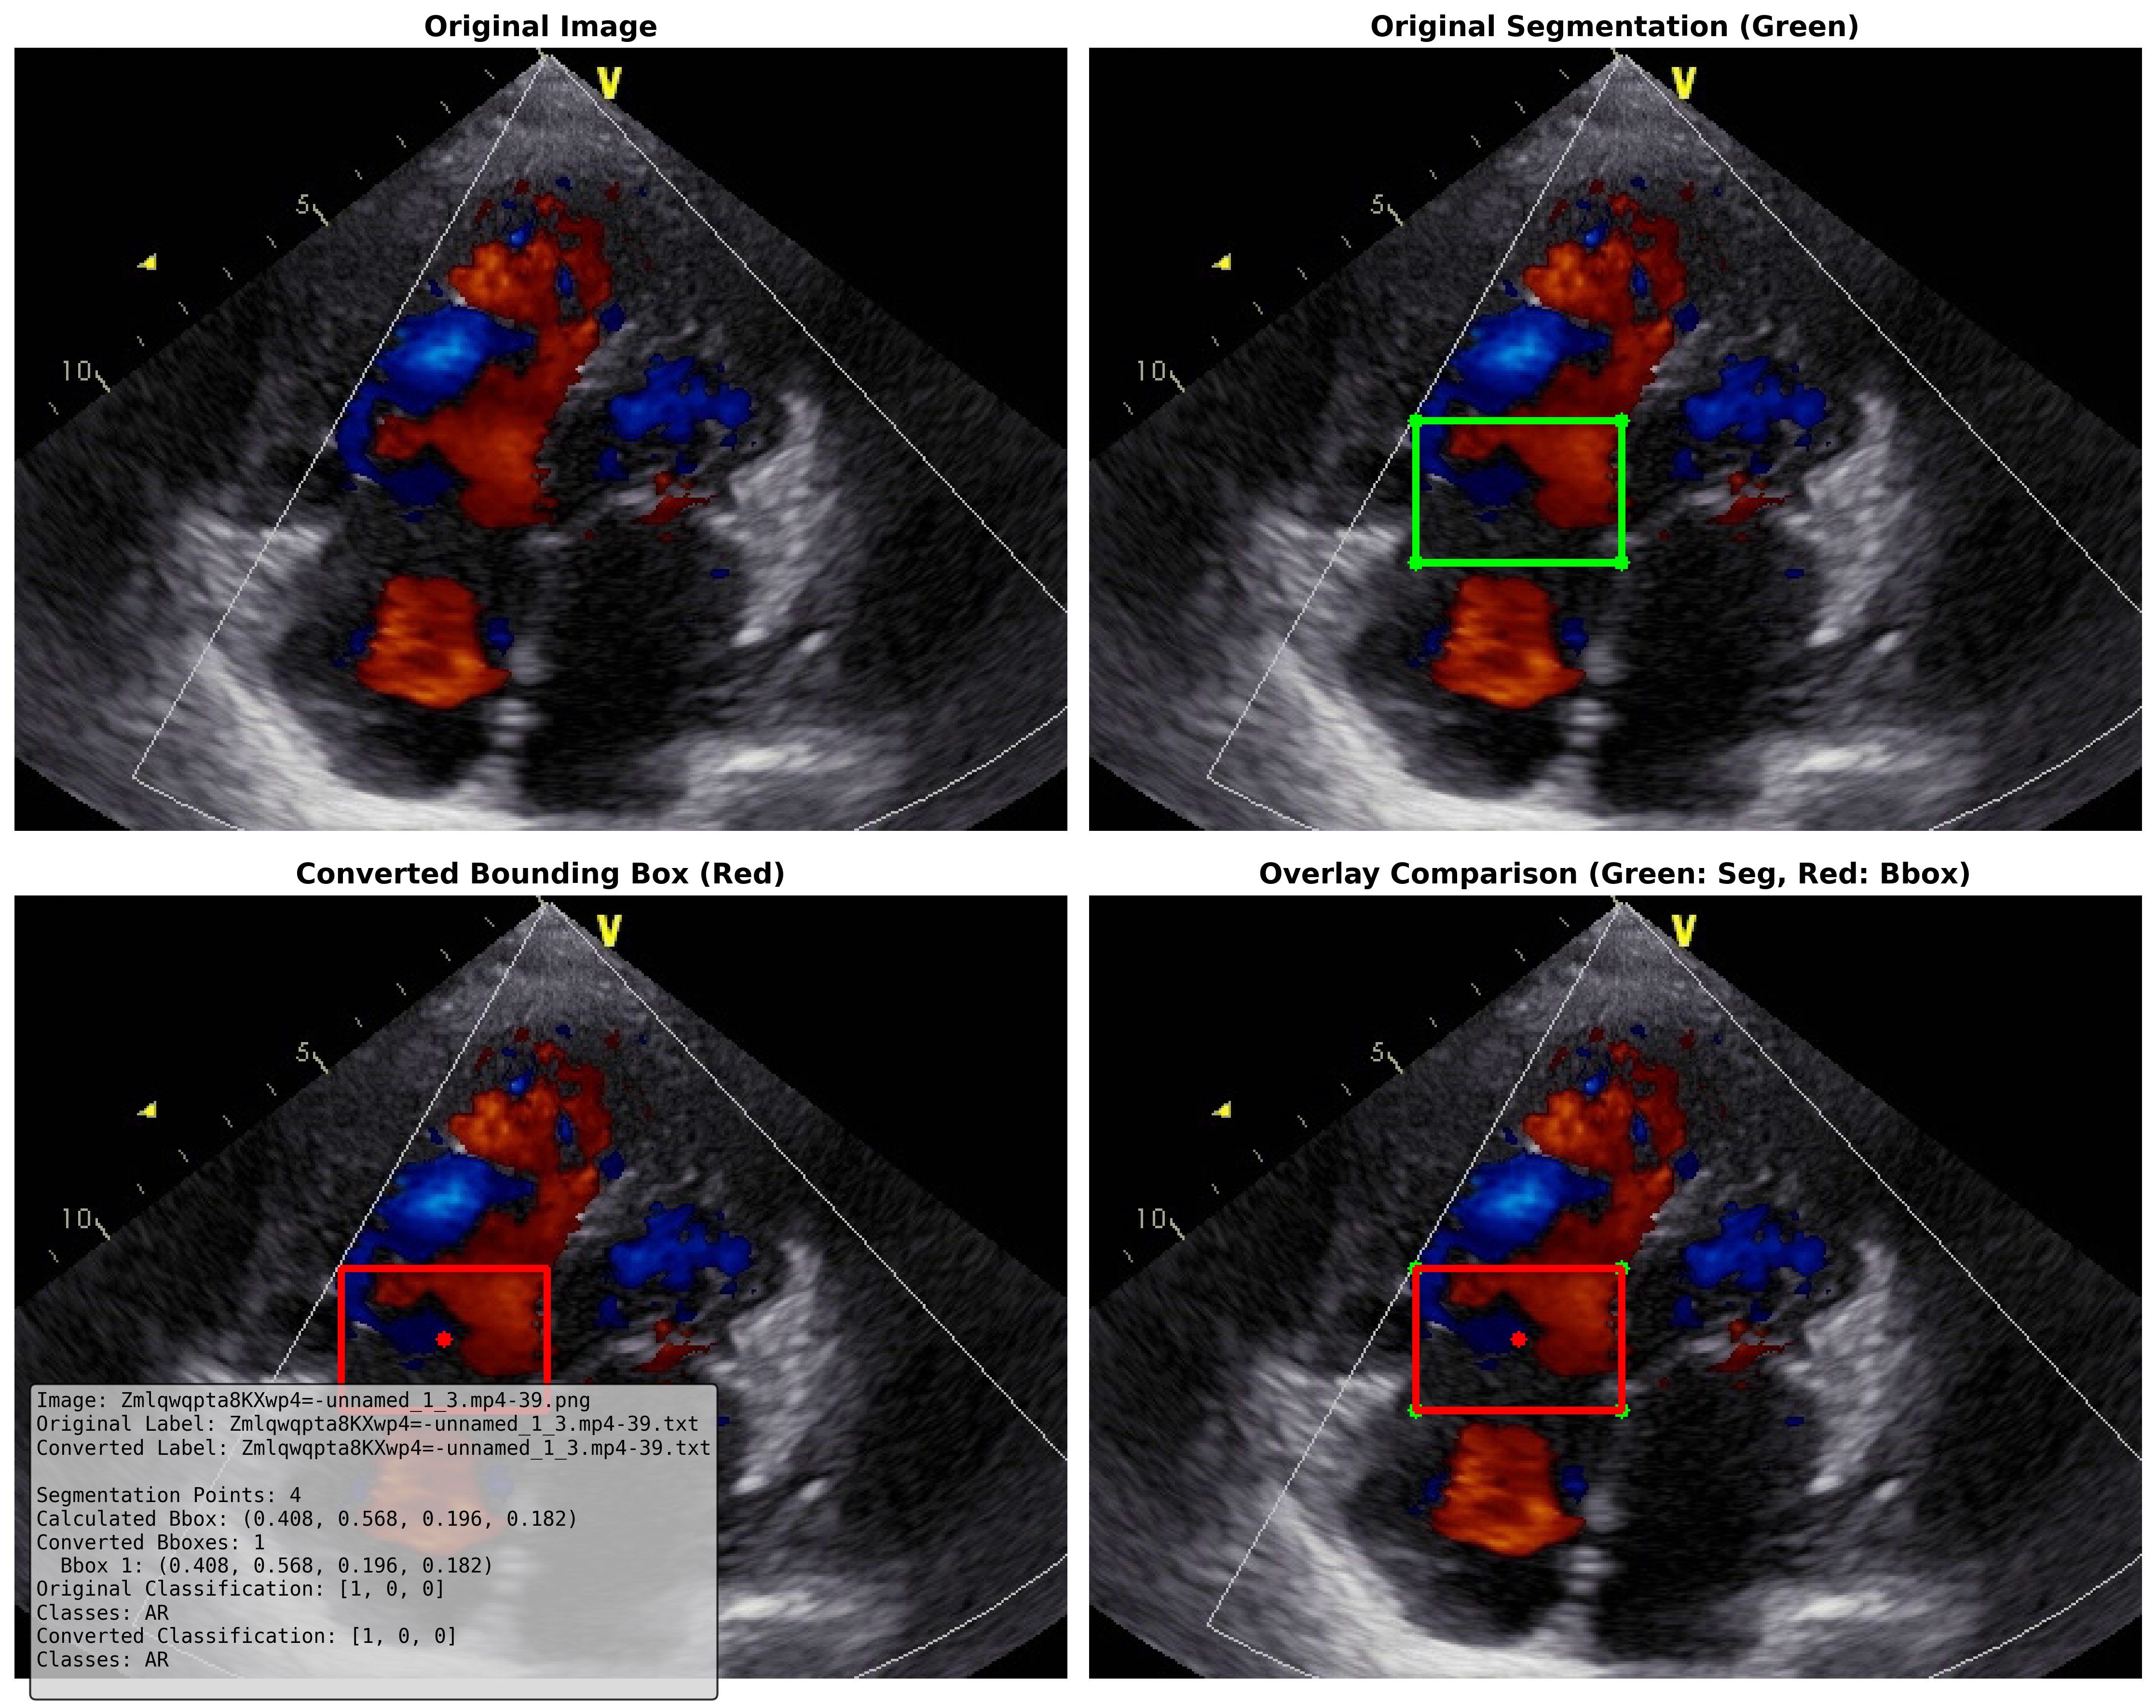 Original Image
V
5
10
Original Segmentation (Green)
V
5
10
Converted Bounding Box (Red)
V
5
10
Image: Zmlqwqpta8KXwp4=-unnamed_1_3.mp4-39.png
Original Label: Zmlqwqpta8KXwp4=-unnamed_1_3.mp4-39.txt
Converted Label: Zmlqwqpta8KXwp4=-unnamed_1_3.mp4-39.txt
Segmentation Points: 4
Calculated Bbox: (0.408, 0.568, 0.196, 0.182)
Converted Bboxes: 1
Bbox 1: (0.408, 0.568, 0.196, 0.182)
Original Classification: [1, 0, 0]
Classes: AR
Converted Classification: [1, 0, 0]
Classes: AR
Overlay Comparison (Green: Seg, Red: Bbox)
V
5
10